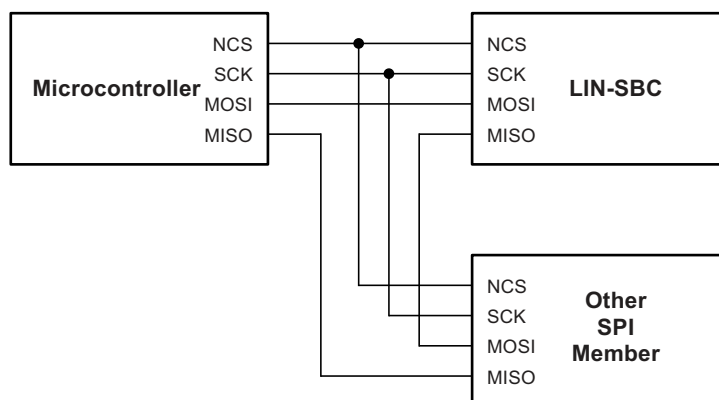 Microcontroller
NCS
SCK
MOSI
MISO
NCS
SCK
MOSI
MISO
LIN-SBC
NCS
SCK
MOSI
MISO
Other
SPI
Member